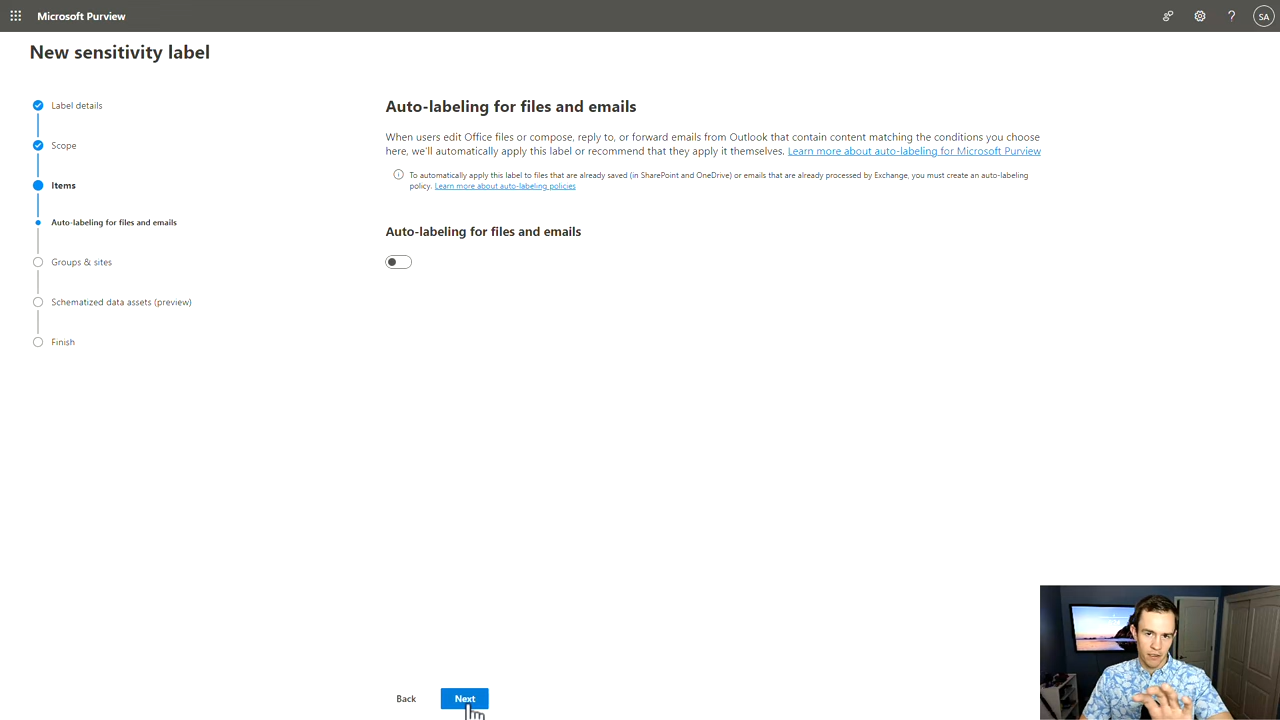 Microsoft Purview
SA
New sensitivity label
Label details
Scope
Items
Auto-labeling for files and emails
Groups & sites
Schematized data assets (preview)
Finish
Auto-labeling for files and emails
When users edit Office files or compose, reply to, or forward emails from Outlook that contain content matching the conditions you choose
here, we'll automatically apply this label or recommend that they apply it themselves. Learn more about auto-labeling for Microsoft Purview
To automatically apply this label to files that are already saved (in SharePoint and OneDrive) or emails that are already processed by Exchange, you must create an auto-labeling
policy. Learn more about auto-labeling policies
Auto-labeling for files and emails
Back
Next